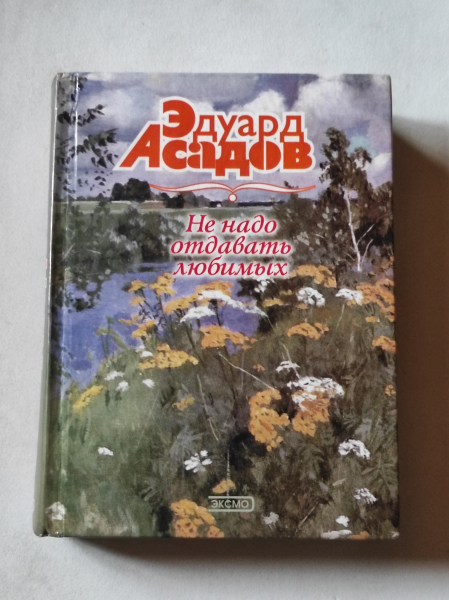 Эдуард
Асадов
Не надо
отдавать
любимых
ЭКСМО